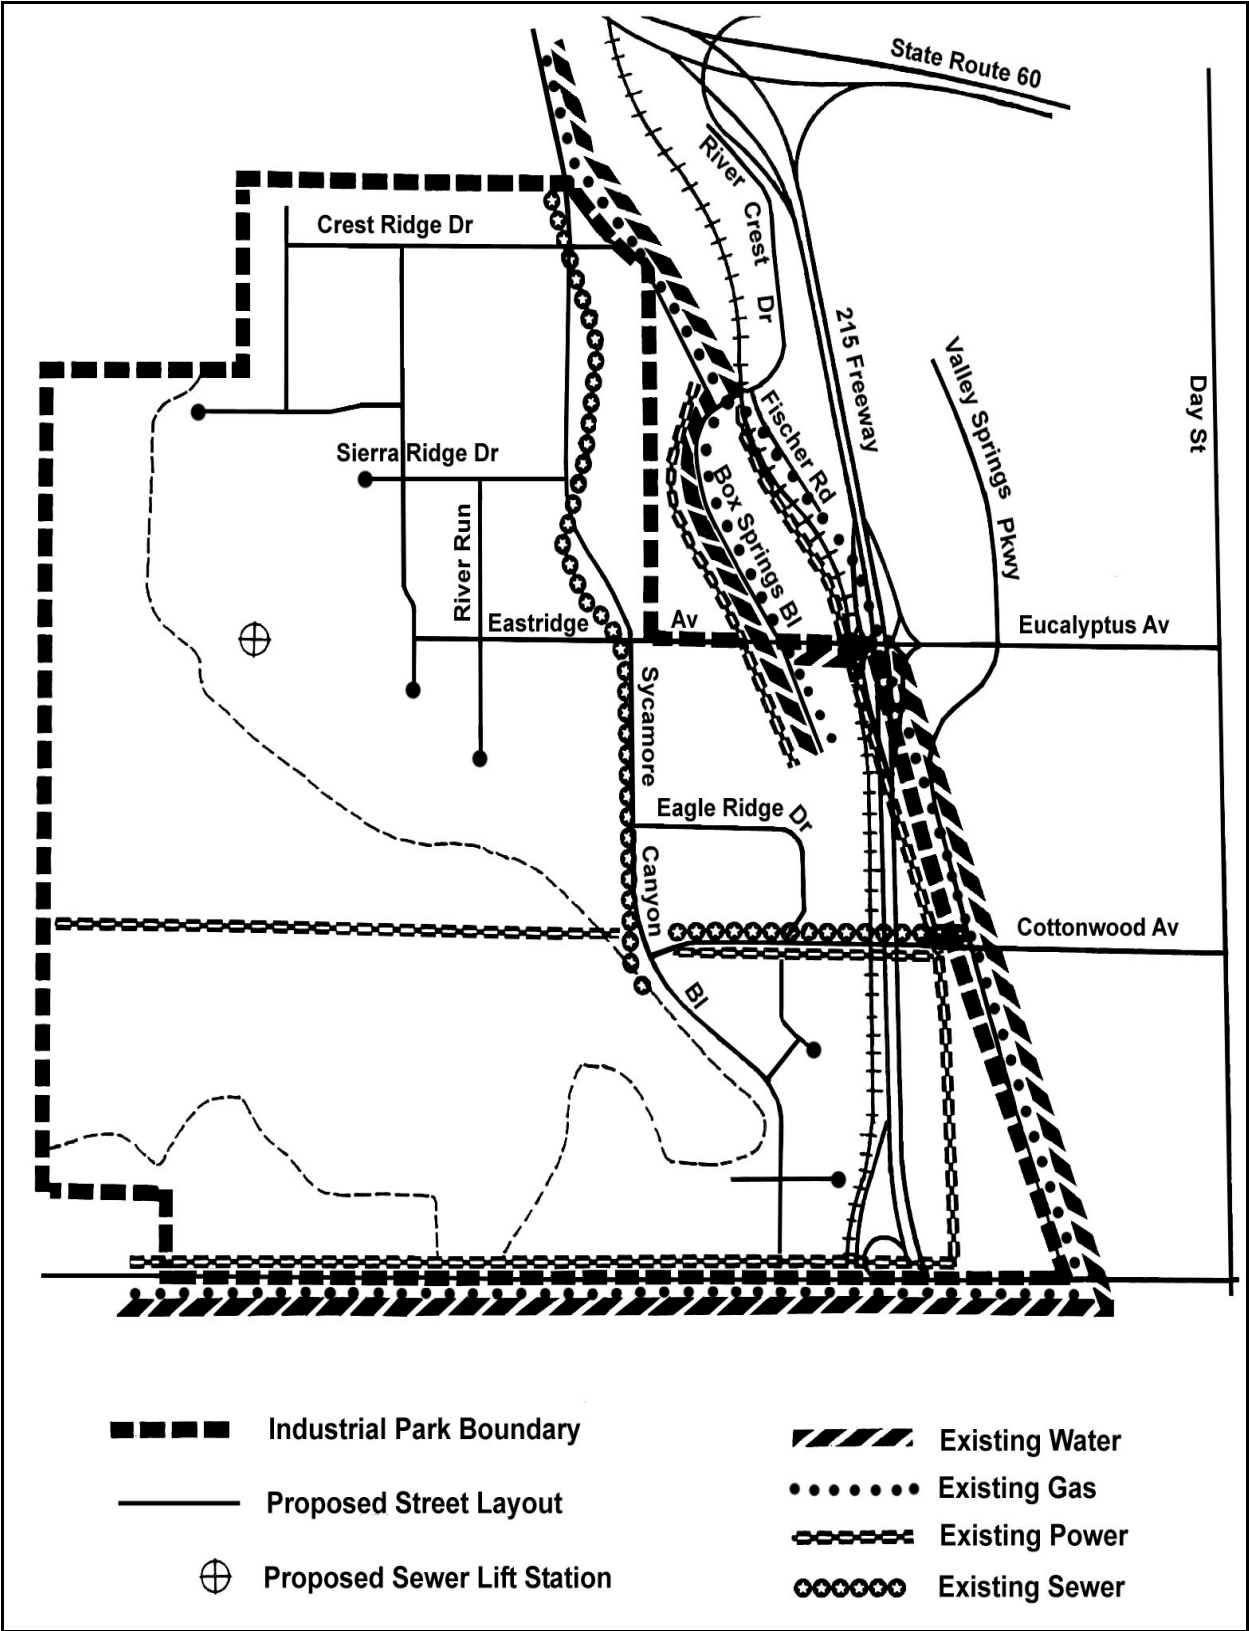 State Route 60
River Crest Dr
Crest Ridge Dr
215 Freeway
Valley Springs Pkwy
Day St
Fischer Rd
Sierra Ridge Dr
Box Springs Bl
River Run
Eastridge Av
Eucalyptus Av
Sycamore Canyon Bl
Eagle Ridge Dr
Cottonwood Av
Industrial Park Boundary
Proposed Street Layout
Proposed Sewer Lift Station
Existing Water
Existing Gas
Existing Power
Existing Sewer